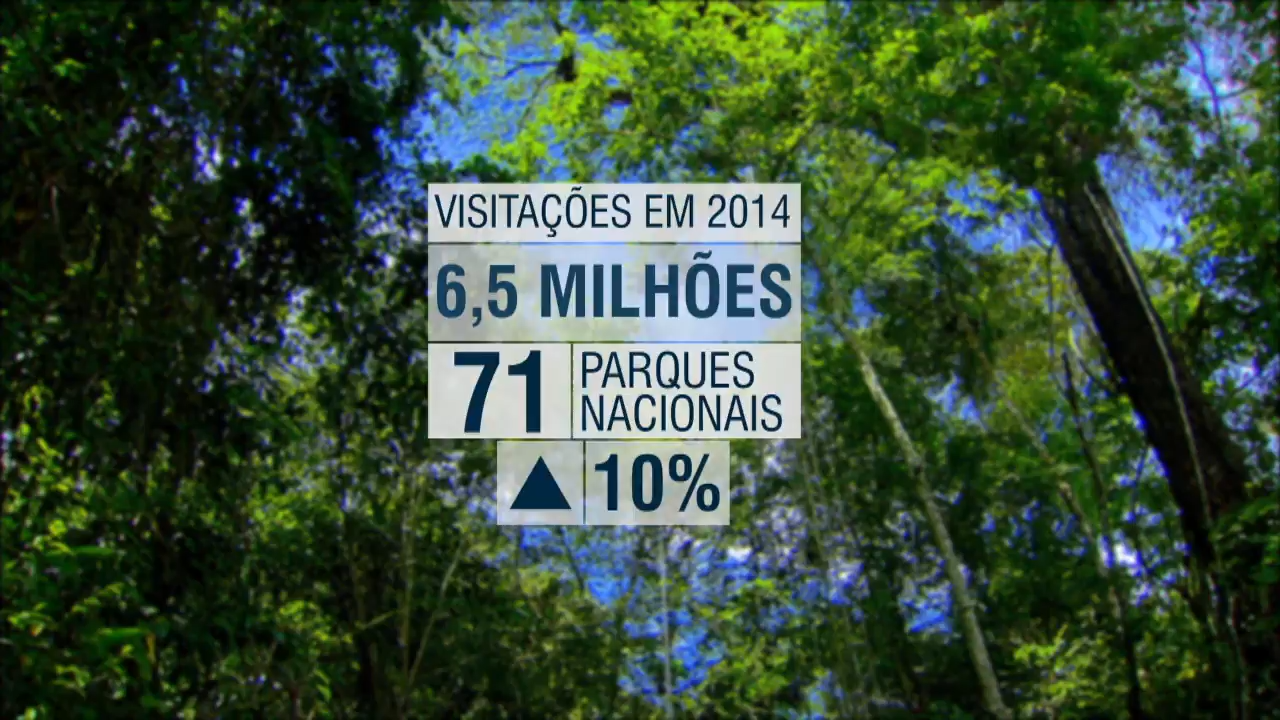 VISITAÇÕES EM 2014
6,5 MILHÕES
71 PARQUES
NACIONAIS
▲ 10%